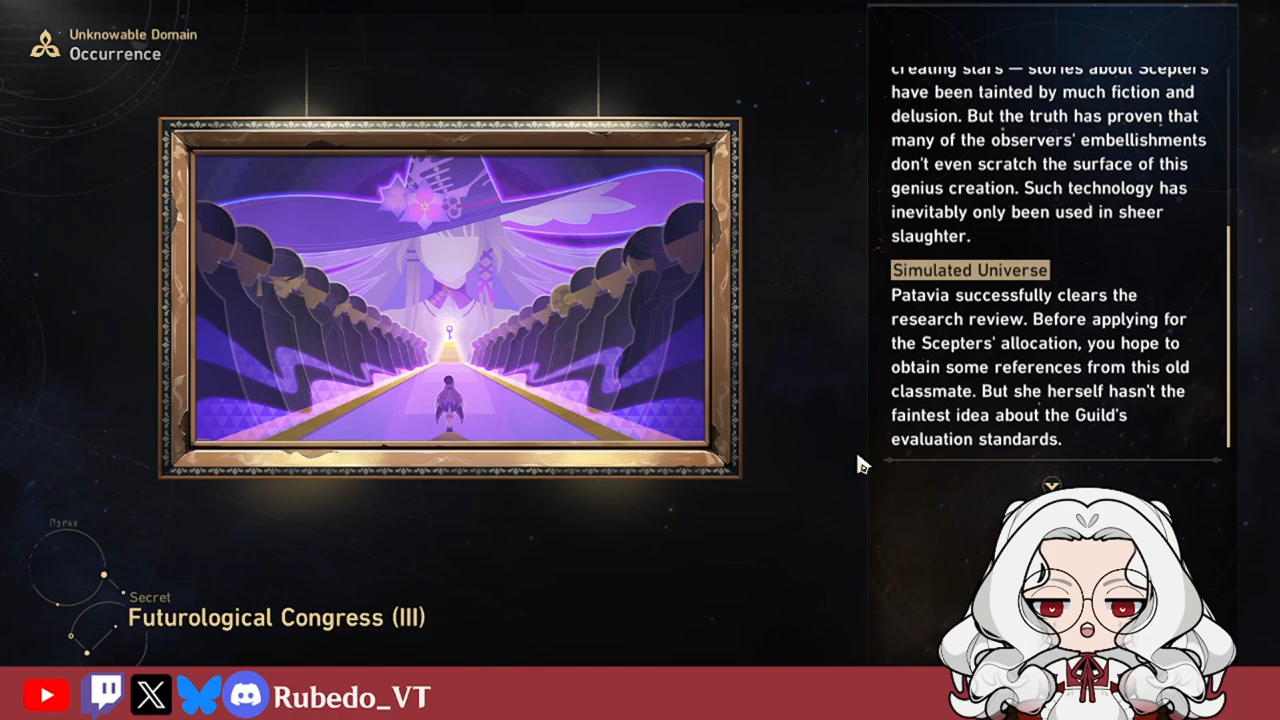 Unknowable Domain
Occurrence
creating stars — stories about Scepters
have been tainted by much fiction and
delusion. But the truth has proven that
many of the observers' embellishments
don't even scratch the surface of this
genius creation. Such technology has
inevitably only been used in sheer
slaughter.
Simulated Universe
Patavia successfully clears the
research review. Before applying for
the Scepters' allocation, you hope to
obtain some references from this old
classmate. But she herself hasn't the
faintest idea about the Guild's
evaluation standards.
Secret
Futurological Congress (III)
Rubedo_VT